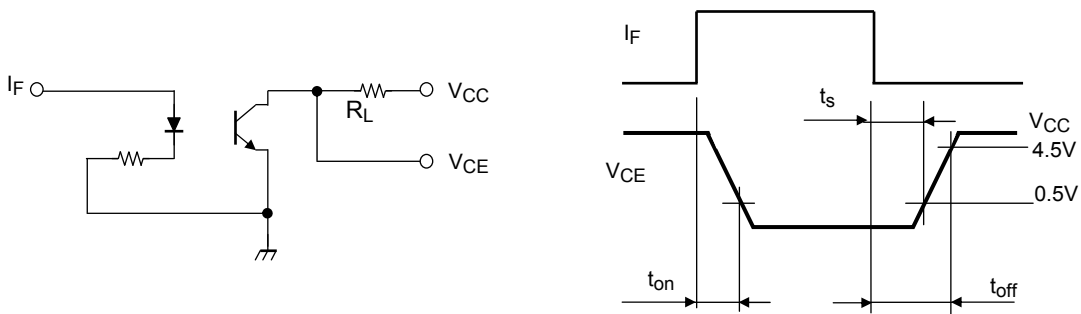 IF
RL
VCC
VCE
IF
ts
VCC
4.5V
VCE
0.5V
ton
toff